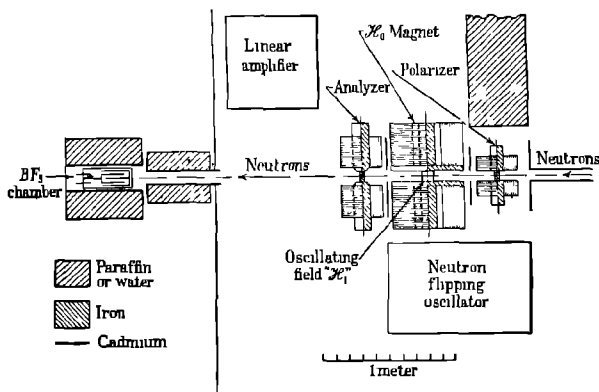 Linear
amplifier
ℋ₀ Magnet
Analyzer
Polarizer
BF₃
chamber
Neutrons
Neutrons
Oscillating
field "ℋ₁"
Neutron
flipping
oscillator
Paraffin
or water
Iron
Cadmium
1 meter